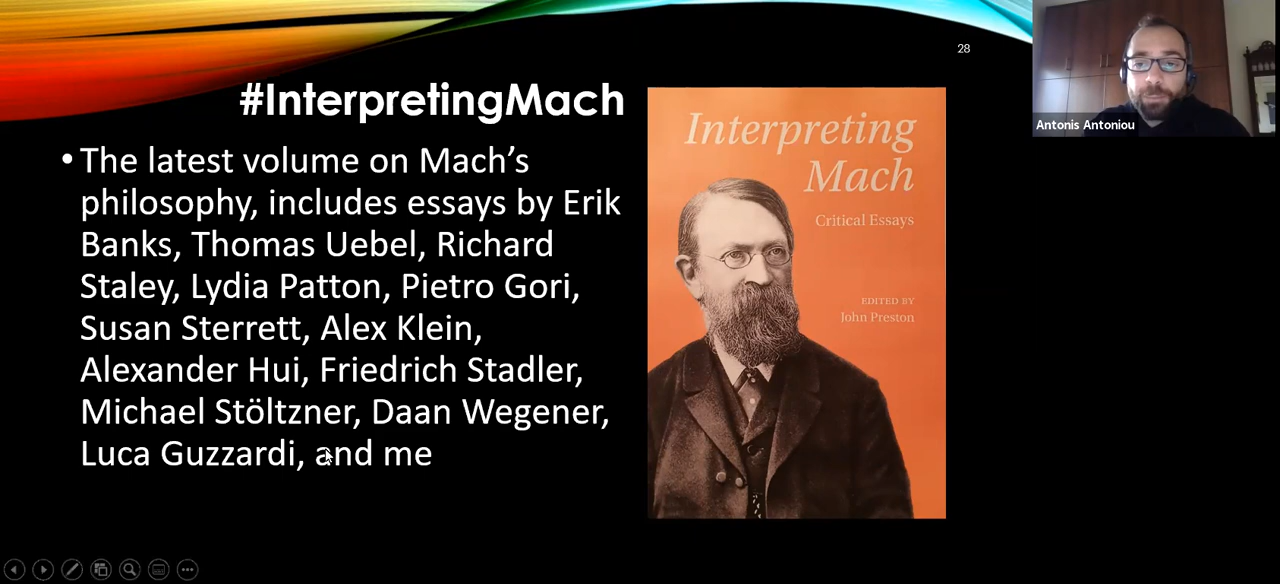 28
#InterpretingMach
• The latest volume on Mach’s
philosophy, includes essays by Erik
Banks, Thomas Uebel, Richard
Staley, Lydia Patton, Pietro Gori,
Susan Sterrett, Alex Klein,
Alexander Hui, Friedrich Stadler,
Michael Stöltzner, Daan Wegener,
Luca Guzzardi, and me
Interpreting
Mach
Critical Essays
EDITED BY
John Preston
Antonis Antoniou